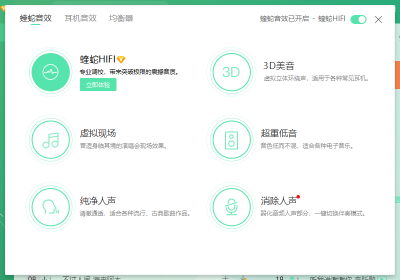 蝰蛇音效 耳机音效 均衡器
蝰蛇音效已开启 · 蝰蛇HIFI
蝰蛇HIFI
专业调校,带来突破极限的震撼音质。
立即体验
3D
3D美音
虚拟立体环绕声,适用于各种常见耳机。
虚拟现场
营造身临其境的演唱会现场效果。
超重低音
音色低而不混,适合各种电子音乐。
纯净人声
清澈通透,适合各种流行、古典歌曲作品。
消除人声
弱化音频人声部分,一键切换伴奏模式。